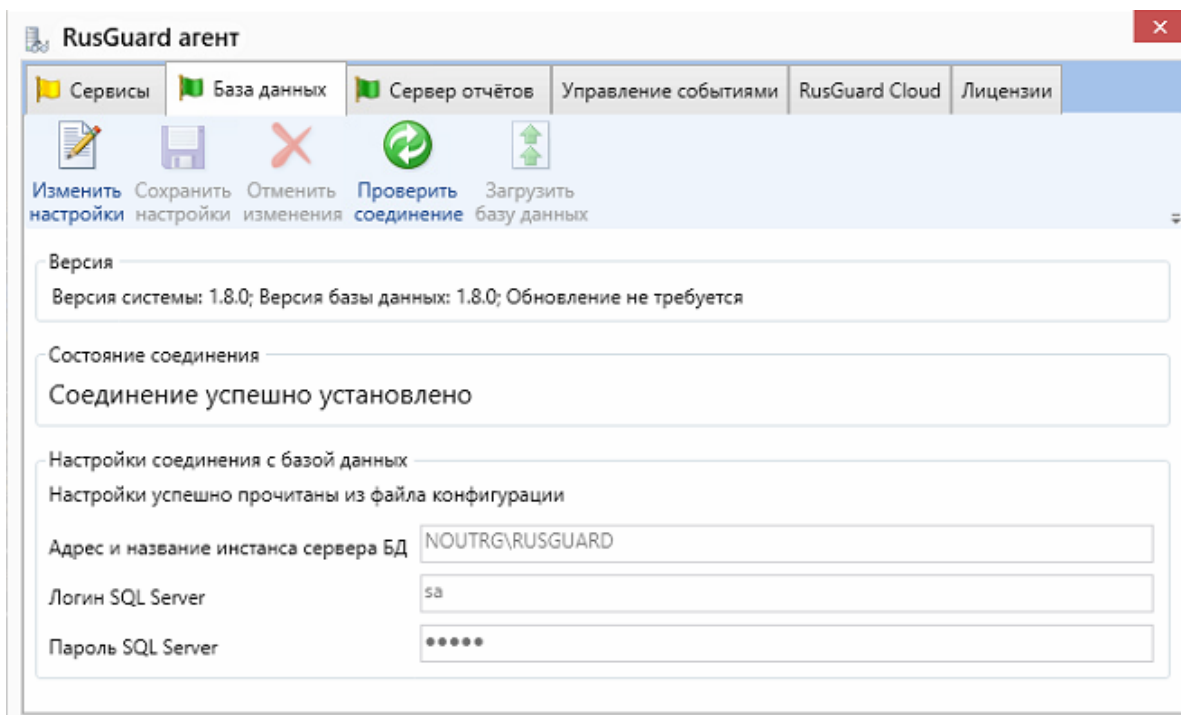 RusGuard агент
Сервисы База данных Сервер отчётов Управление событиями RusGuard Cloud Лицензии
Изменить настройки Сохранить настройки Отменить изменения Проверить соединение Загрузить базу данных
Версия
Версия системы: 1.8.0; Версия базы данных: 1.8.0; Обновление не требуется
Состояние соединения
Соединение успешно установлено
Настройки соединения с базой данных
Настройки успешно прочитаны из файла конфигурации
Адрес и название инстанса сервера БД NOUTRG\RUSGUARD
Логин SQL Server sa
Пароль SQL Server •••••